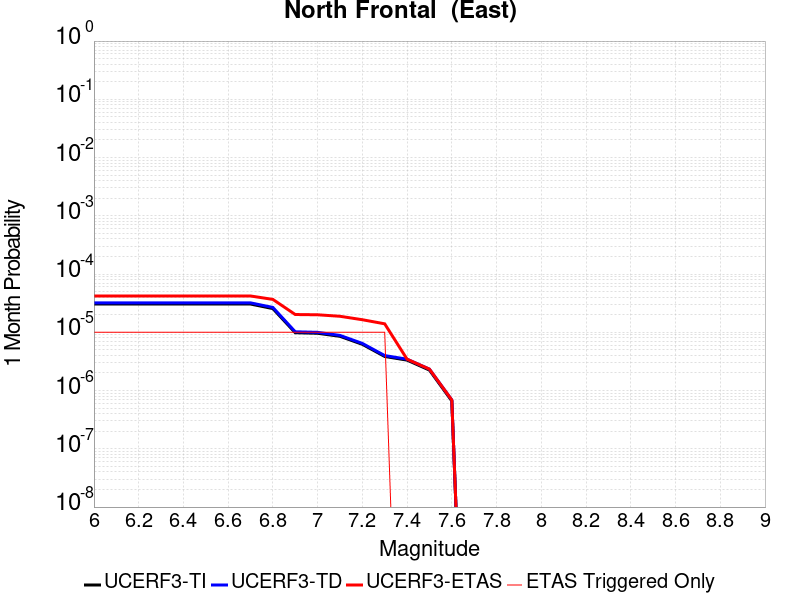 North Frontal (East)
10^0
10^-1
10^-2
10^-3
10^-4
10^-5
10^-6
10^-7
10^-8
1 Month Probability
6 6.2 6.4 6.6 6.8 7 7.2 7.4 7.6 7.8 8 8.2 8.4 8.6 8.8 9
Magnitude
UCERF3-TI UCERF3-TD UCERF3-ETAS ETAS Triggered Only